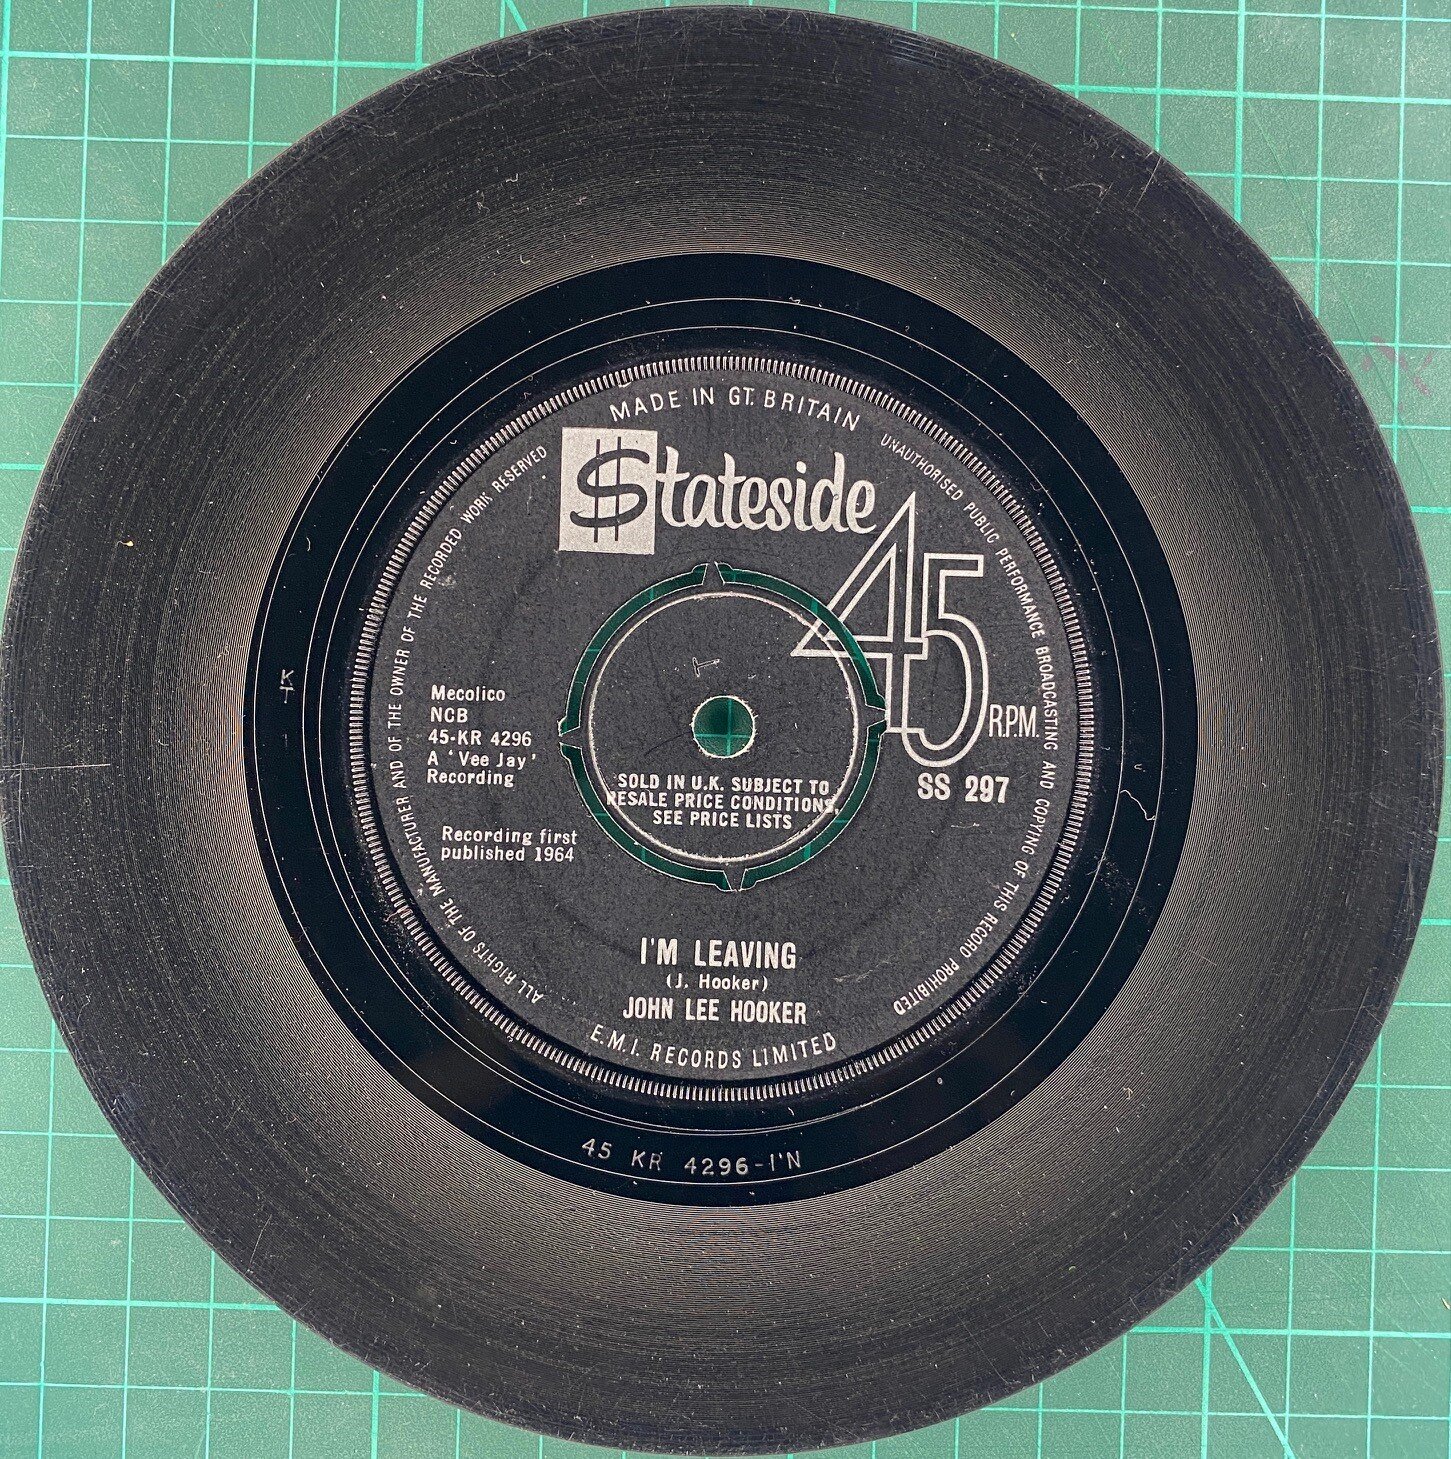 MADE IN GT. BRITAIN
$tateside
45
R.P.M.
SS 297
UNAUTHORISED PUBLIC PERFORMANCE BROADCASTING AND COPYING OF THIS RECORD PROHIBITED
ALL RIGHTS OF THE MANUFACTURER AND OF THE OWNER OF THE RECORDED WORK RESERVED
Mecolico
NCB
45-KR 4296
A 'Vee Jay'
Recording
SOLD IN U.K. SUBJECT TO
RESALE PRICE CONDITIONS,
SEE PRICE LISTS
Recording first
published 1964
I'M LEAVING
(J. Hooker)
JOHN LEE HOOKER
E.M.I. RECORDS LIMITED
45 KR 4296-1'N